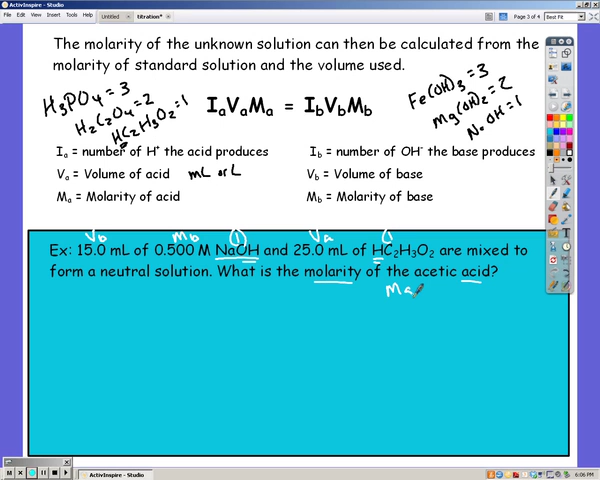 ActivInspire - Studio
File Edit View Insert Format Tools Help
Page 3 of 4
Best Fit
Untitled
titration*
The molarity of the unknown solution can then be calculated from the
molarity of standard solution and the volume used.
H3PO4 = 3
H2C2O4 = 2
HC2H3O2 = 1
IaVaMa = IbVbMb
Fe(OH)3 = 3
Mg(OH)2 = 2
NaOH = 1
Ia = number of H⁺ the acid produces
Va = Volume of acid mL or L
Ma = Molarity of acid
Ib = number of OH⁻ the base produces
Vb = Volume of base
Mb = Molarity of base
Vb Mb (1) Va (1
Ex: 15.0 mL of 0.500 M NaOH and 25.0 mL of HC2H3O2 are mixed to
form a neutral solution. What is the molarity of the acetic acid?
Ma
ActivInspire - Studio
6:06 PM